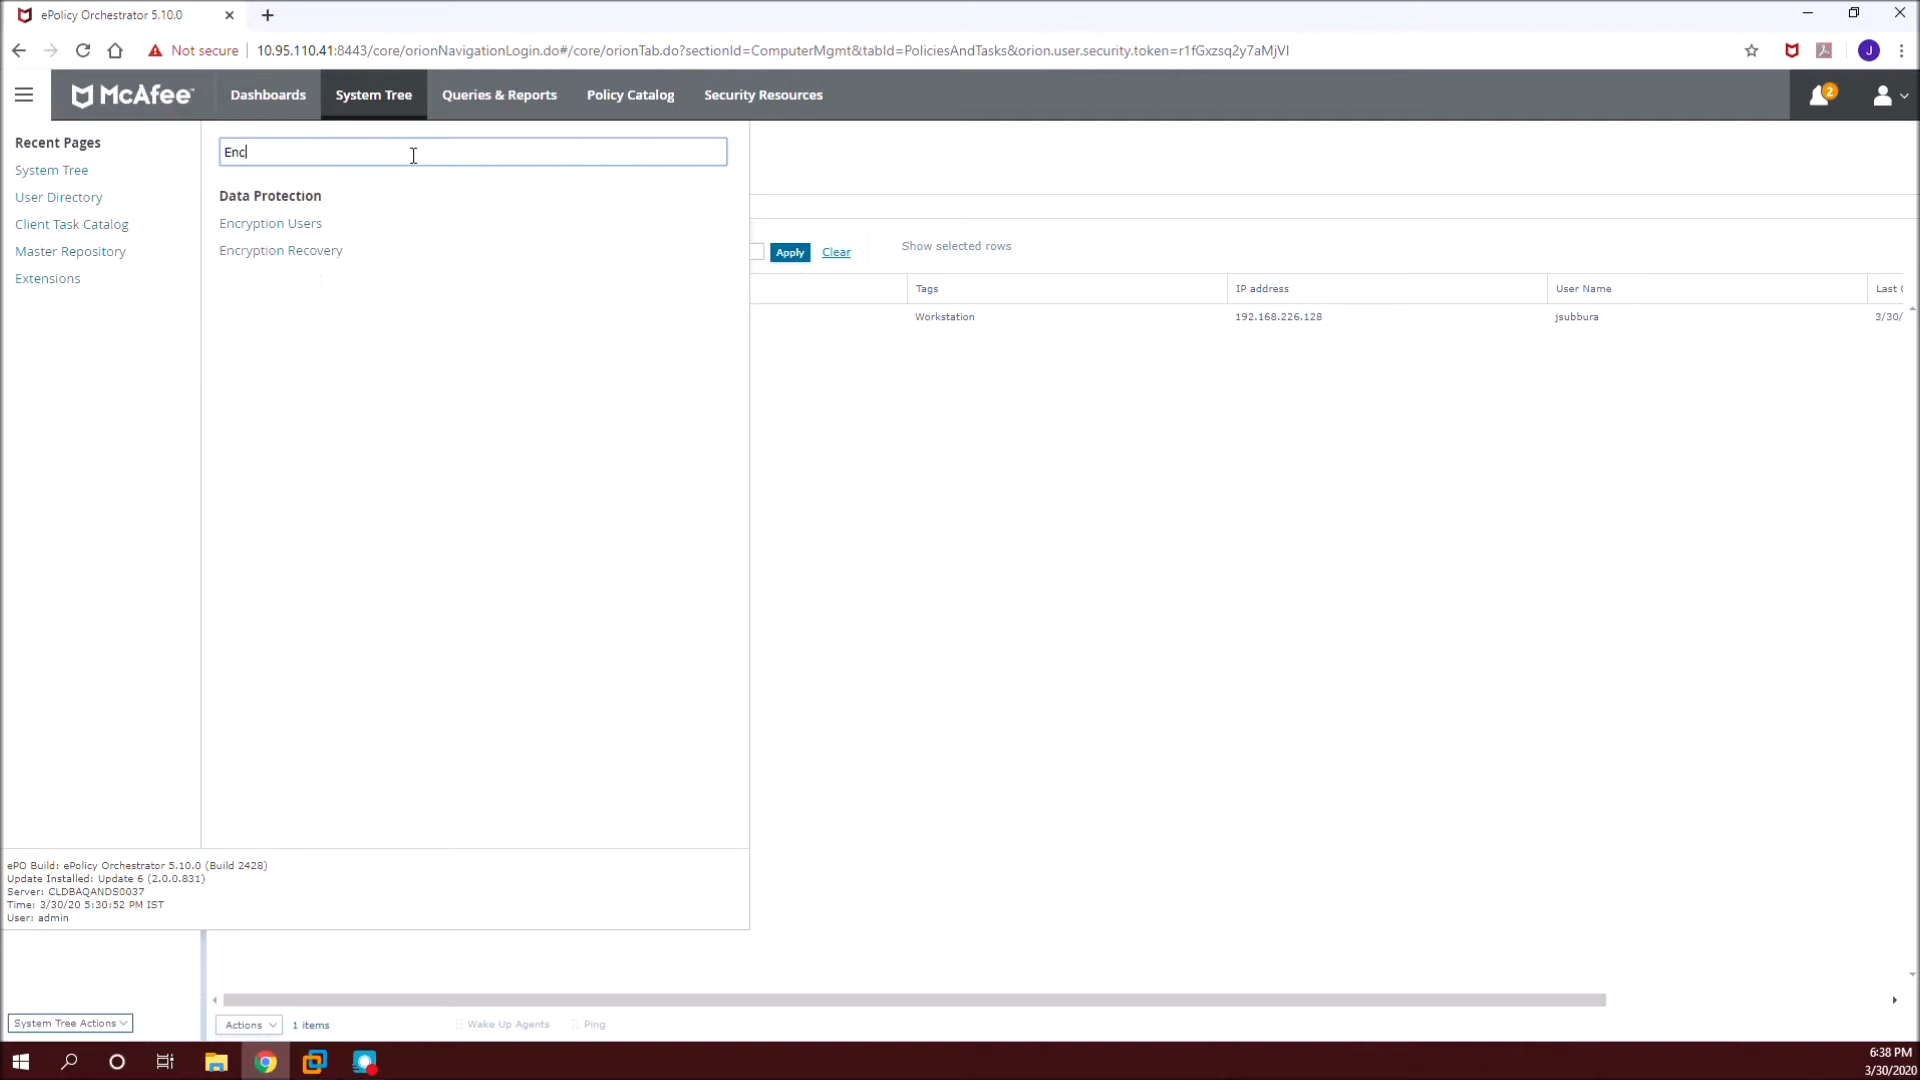 ePolicy Orchestrator 5.10.0
Not secure
10.95.110.41:8443/core/orionNavigationLogin.do#/core/orionTab.do?sectionId=ComputerMgmt&tabId=PoliciesAndTasks&orion.user.security.token=r1fGxzsq2y7aMjVI
J
McAfee
Dashboards
System Tree
Queries & Reports
Policy Catalog
Security Resources
2
Recent Pages
System Tree
User Directory
Client Task Catalog
Master Repository
Extensions
Enc
Data Protection
Encryption Users
Encryption Recovery
Apply
Clear
Show selected rows
Tags
IP address
User Name
Last
Workstation
192.168.226.128
jsubbura
3/30/
ePO Build: ePolicy Orchestrator 5.10.0 (Build 2428)
Update Installed: Update 6 (2.0.0.831)
Server: CLDBAQANDS0037
Time: 3/30/20 5:30:52 PM IST
User: admin
System Tree Actions
Actions
1 items
Wake Up Agents
Ping
6:38 PM
3/30/2020